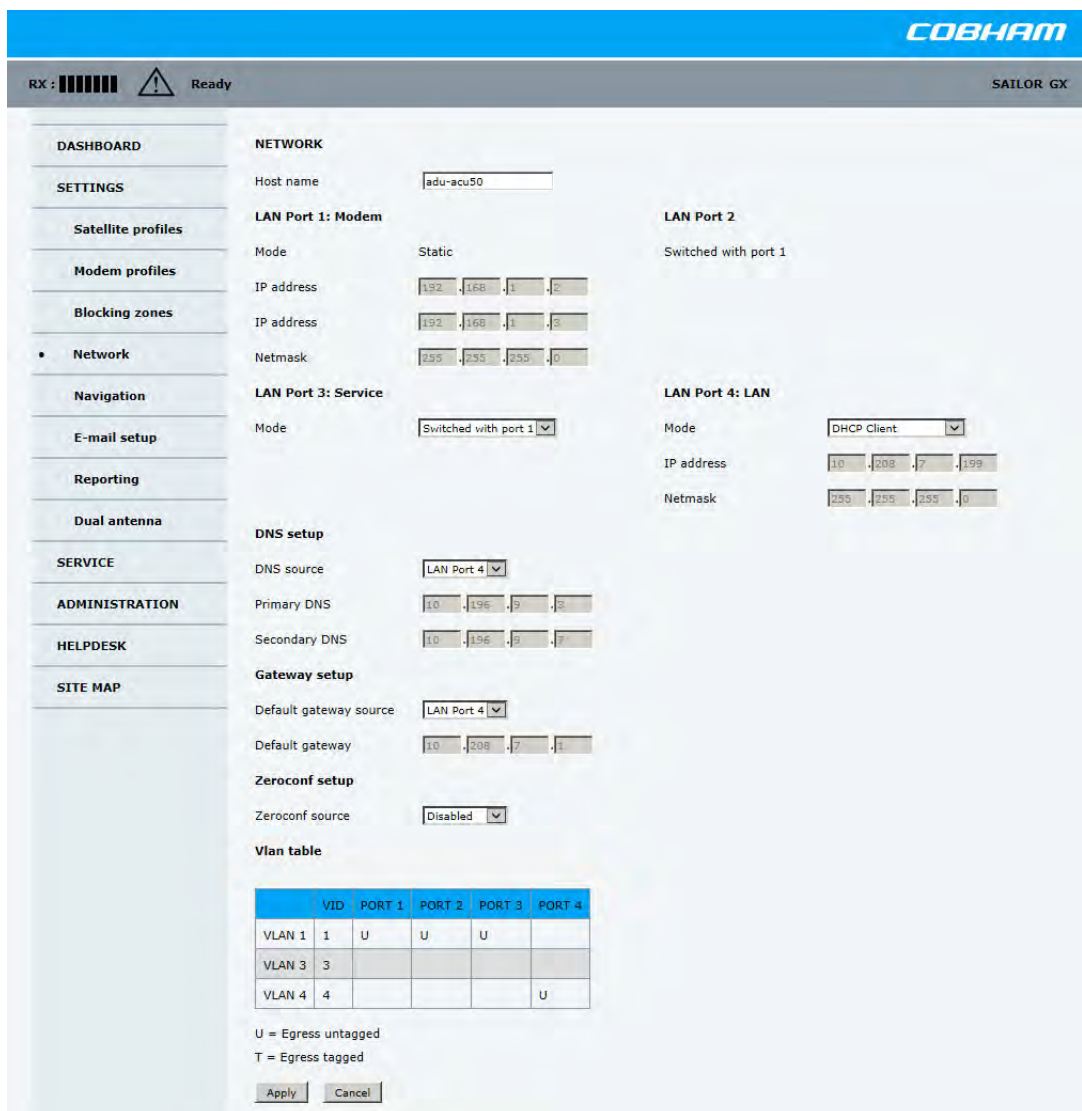 COBHAM
RX : Ready SAILOR GX
DASHBOARD
SETTINGS
Satellite profiles
Modem profiles
Blocking zones
• Network
Navigation
E-mail setup
Reporting
Dual antenna
SERVICE
ADMINISTRATION
HELPDESK
SITE MAP
NETWORK
Host name adu-acu50
LAN Port 1: Modem
Mode Static
IP address 192 . 168 . 1 . 2
IP address 192 . 168 . 1 . 3
Netmask 255 . 255 . 255 . 0
LAN Port 2
Switched with port 1
LAN Port 3: Service
Mode Switched with port 1
LAN Port 4: LAN
Mode DHCP Client
IP address 10 . 208 . 7 . 199
Netmask 255 . 255 . 255 . 0
DNS setup
DNS source LAN Port 4
Primary DNS 10 . 196 . 9 . 3
Secondary DNS 10 . 196 . 9 . 7
Gateway setup
Default gateway source LAN Port 4
Default gateway 10 . 208 . 7 . 1
Zeroconf setup
Zeroconf source Disabled
Vlan table
VID PORT 1 PORT 2 PORT 3 PORT 4
VLAN 1 1 U U U
VLAN 3 3
VLAN 4 4 U
U = Egress untagged
T = Egress tagged
Apply Cancel